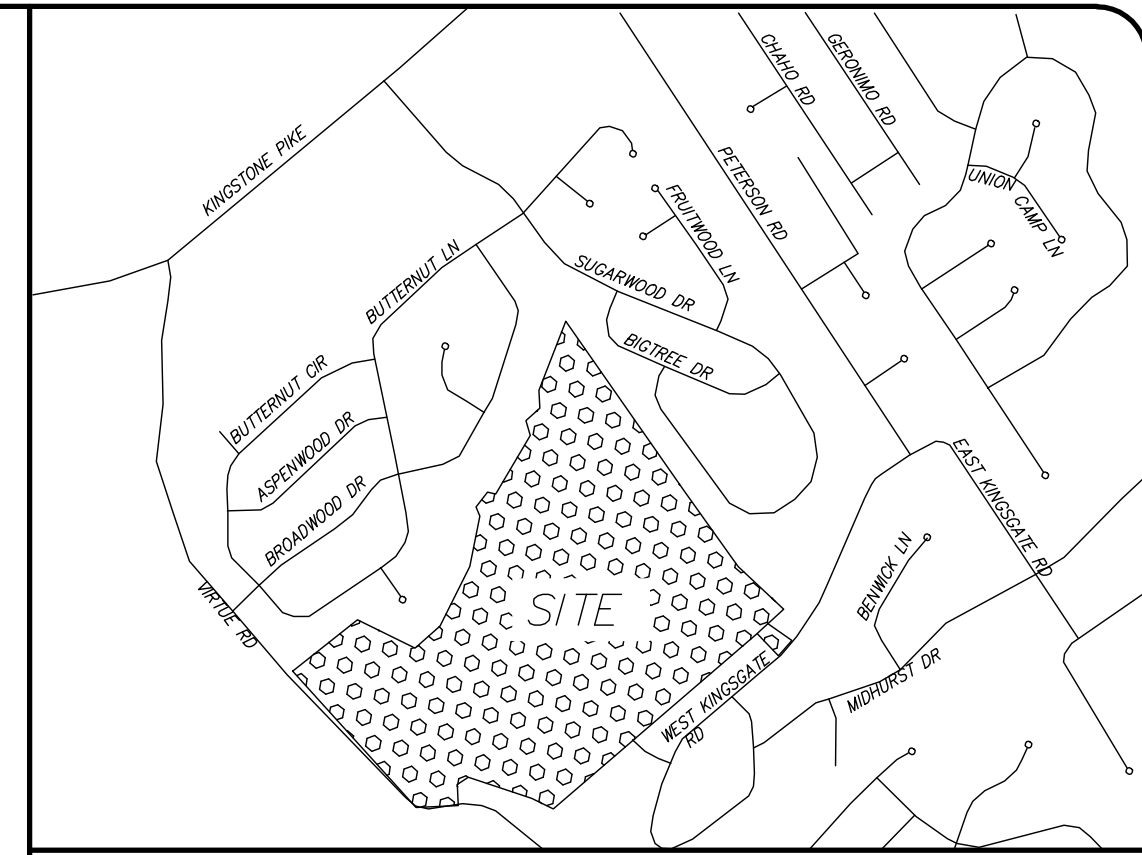 KINGSTONE PIKE
CHAHO RD
GERONIMO RD
PETERSON RD
UNION CAMP LN
FRUITWOOD LN
SUGARWOOD DR
BIGTREE DR
BUTTERNUT LN
BUTTERNUT CIR
ASPENWOOD DR
BROADWOOD DR
VIRTUE RD
EAST KINGSGATE RD
BENWICK LN
SITE
MIDHURST DR
WEST KINGSGATE
RD